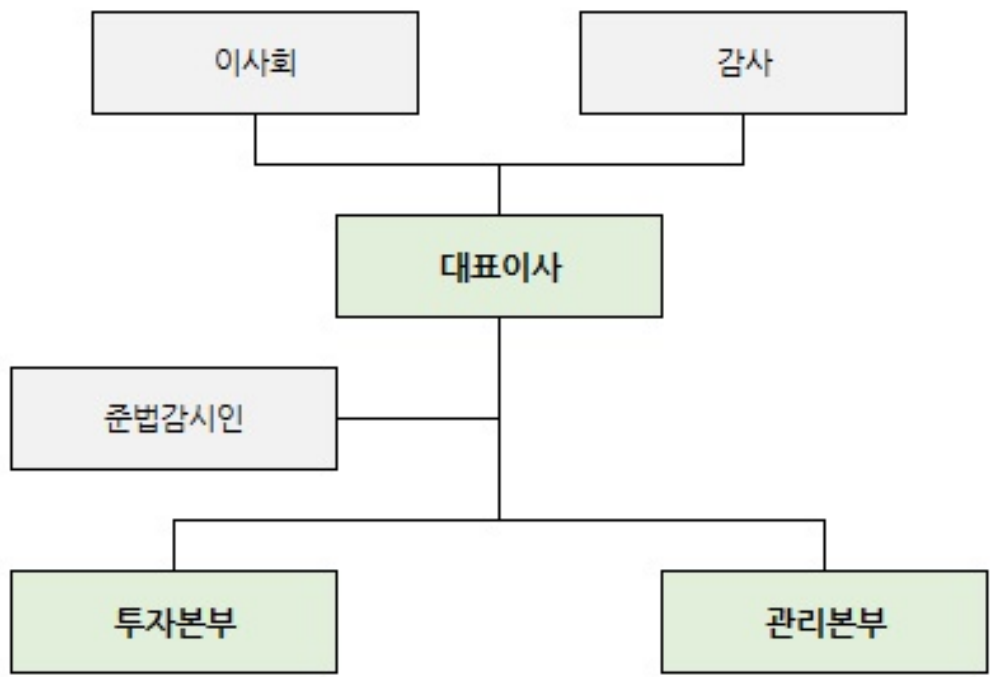 이사회
감사
대표이사
준법감시인
투자본부
관리본부